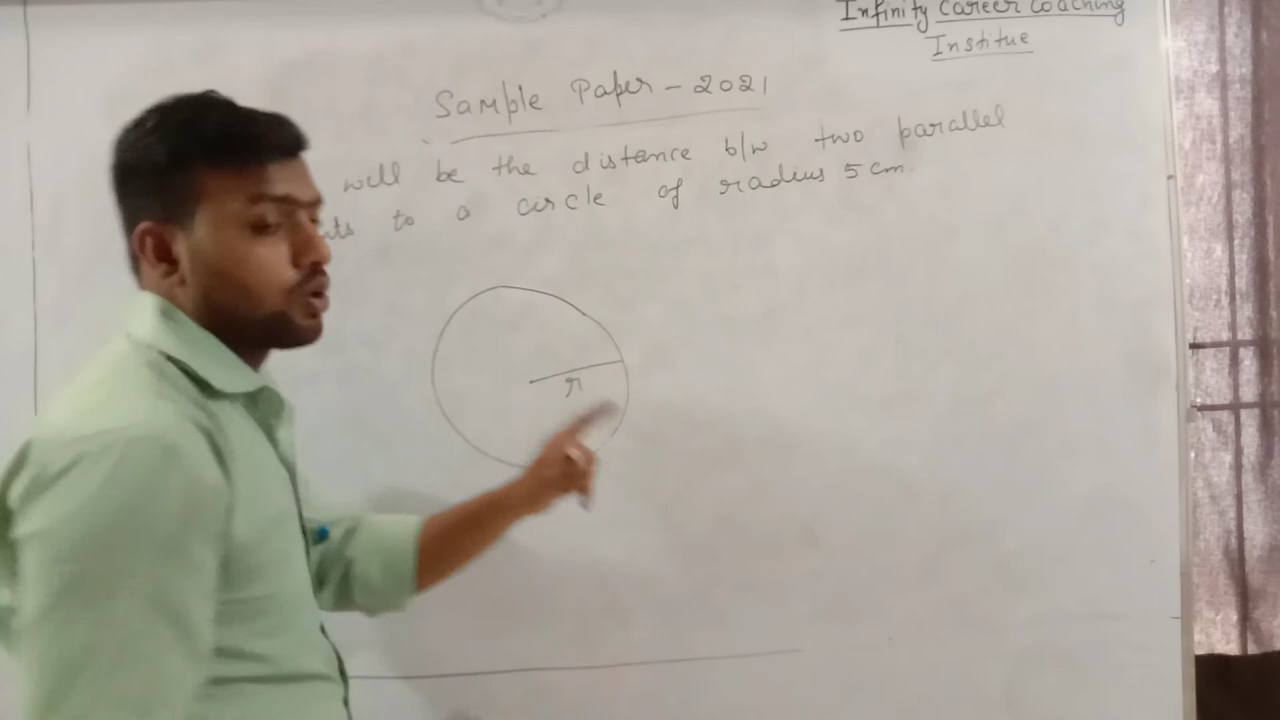 Infinity Career Coaching
Institue
Sample Paper - 2021
will be the distance b/w two parallel
nts to a circle of radius 5 cm.
r